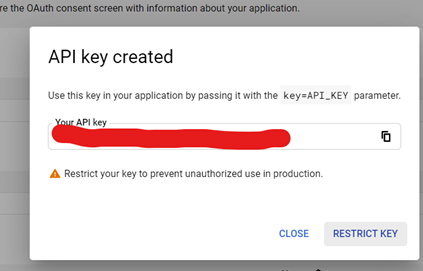 re the OAuth consent screen with information about your application.
API key created
Use this key in your application by passing it with the key=API_KEY parameter.
Your API key
Restrict your key to prevent unauthorized use in production.
CLOSE
RESTRICT KEY